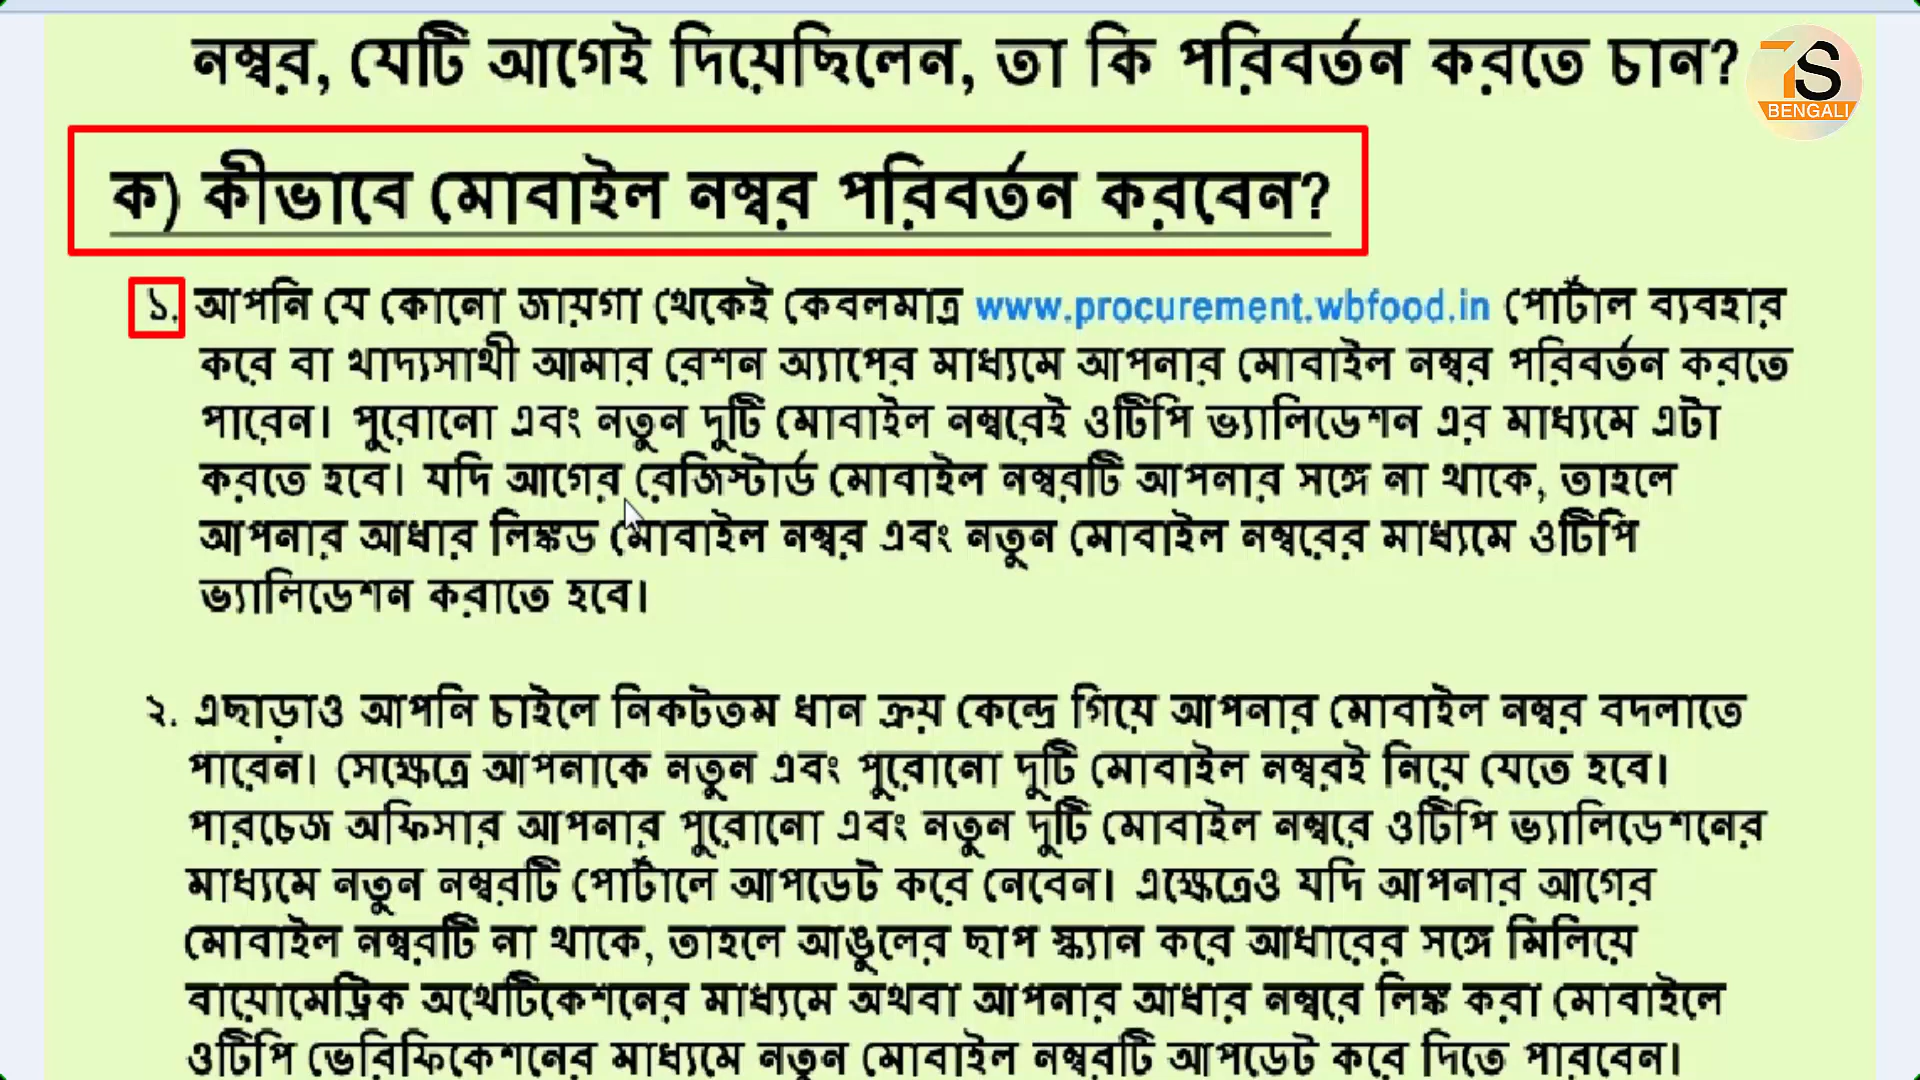 নম্বর, যেটি আগেই দিয়েছিলেন, তা কি পরিবর্তন করতে চান?
TS
BENGALI
ক) কীভাবে মোবাইল নম্বর পরিবর্তন করবেন?
১. আপনি যে কোনো জায়গা থেকেই কেবলমাত্র www.procurement.wbfood.in পোর্টাল ব্যবহার
করে বা খাদ্যসাথী আমার রেশন অ্যাপের মাধ্যমে আপনার মোবাইল নম্বর পরিবর্তন করতে
পারেন। পুরোনো এবং নতুন দুটি মোবাইল নম্বরেই ওটিপি ভ্যালিডেশন এর মাধ্যমে এটা
করতে হবে। যদি আগের রেজিস্টার্ড মোবাইল নম্বরটি আপনার সঙ্গে না থাকে, তাহলে
আপনার আধার লিঙ্কড মোবাইল নম্বর এবং নতুন মোবাইল নম্বরের মাধ্যমে ওটিপি
ভ্যালিডেশন করাতে হবে।
২. এছাড়াও আপনি চাইলে নিকটতম ধান ক্রয় কেন্দ্রে গিয়ে আপনার মোবাইল নম্বর বদলাতে
পারেন। সেক্ষেত্রে আপনাকে নতুন এবং পুরোনো দুটি মোবাইল নম্বরই নিয়ে যেতে হবে।
পারচেজ অফিসার আপনার পুরোনো এবং নতুন দুটি মোবাইল নম্বরে ওটিপি ভ্যালিডেশনের
মাধ্যমে নতুন নম্বরটি পোর্টালে আপডেট করে নেবেন। এক্ষেত্রেও যদি আপনার আগের
মোবাইল নম্বরটি না থাকে, তাহলে আঙুলের ছাপ স্ক্যান করে আধারের সঙ্গে মিলিয়ে
বায়োমেট্রিক অথেটিকেশনের মাধ্যমে অথবা আপনার আধার নম্বরে লিঙ্ক করা মোবাইলে
ওটিপি ভেরিফিকেশনের মাধ্যমে নতুন মোবাইল নম্বরটি আপডেট করে দিতে পারবেন।